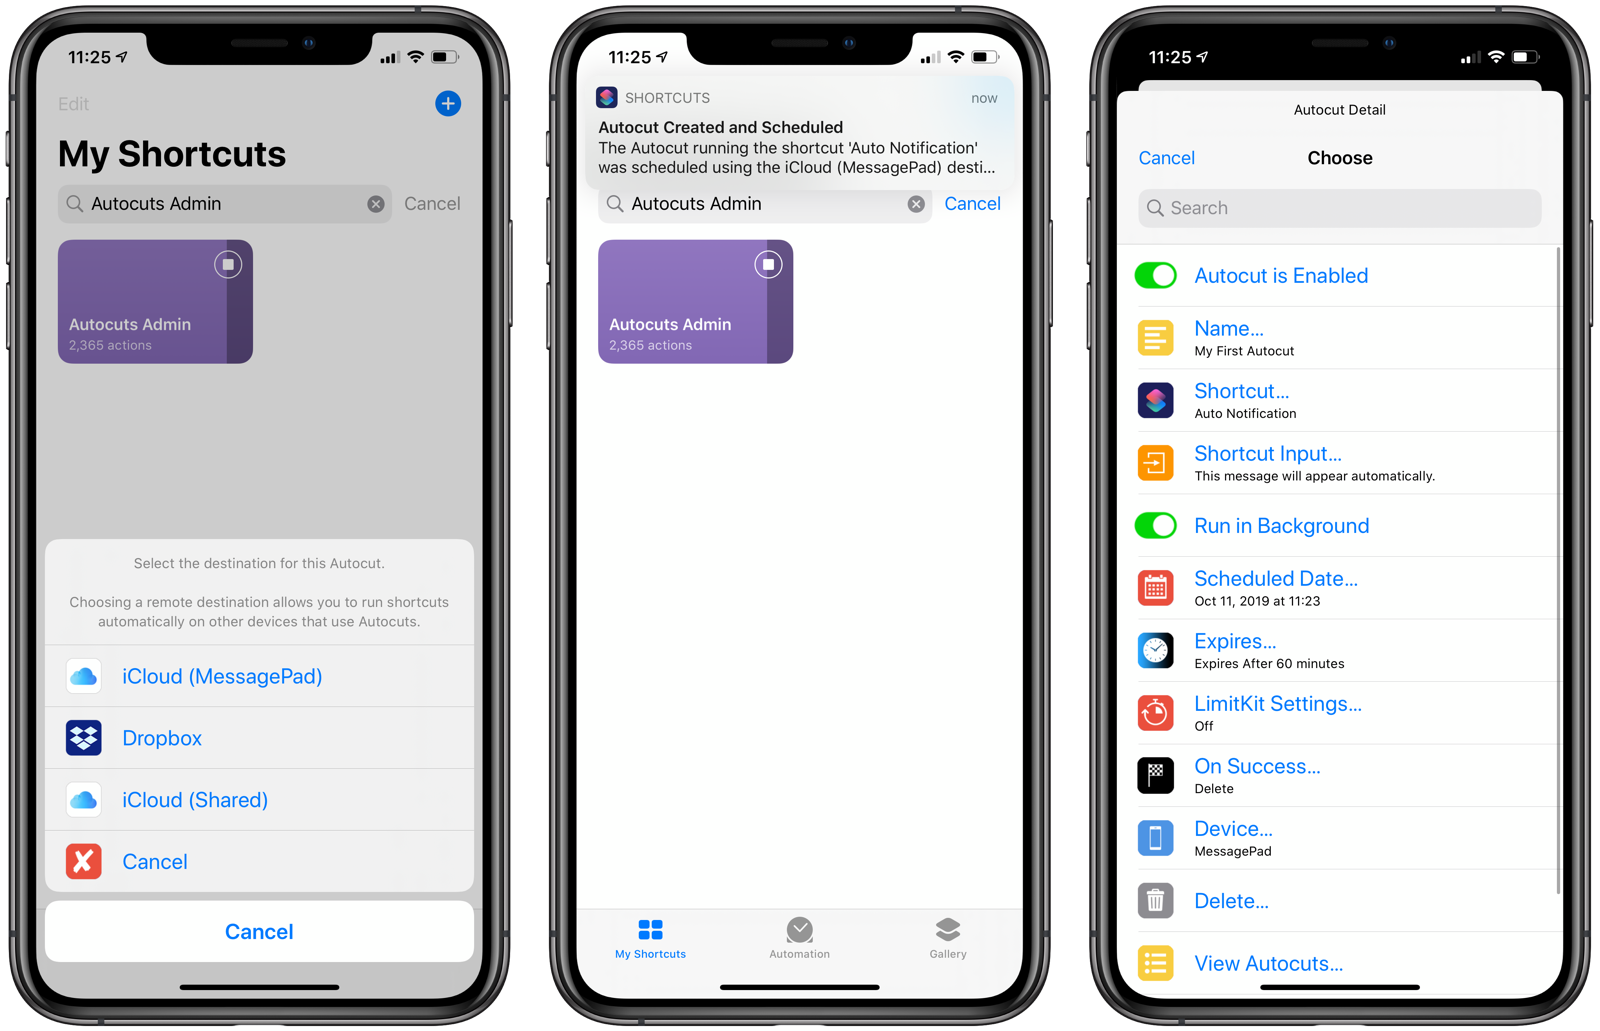 11:25
Edit
My Shortcuts
Autocuts Admin
Cancel
Autocuts Admin
2,365 actions
Select the destination for this Autocut.
Choosing a remote destination allows you to run shortcuts
automatically on other devices that use Autocuts.
iCloud (MessagePad)
Dropbox
iCloud (Shared)
Cancel
Cancel
11:25
SHORTCUTS
now
Autocut Created and Scheduled
The Autocut running the shortcut 'Auto Notification'
was scheduled using the iCloud (MessagePad) desti...
Autocuts Admin
Cancel
Autocuts Admin
2,365 actions
My Shortcuts
Automation
Gallery
11:25
Autocut Detail
Cancel
Choose
Search
Autocut is Enabled
Name...
My First Autocut
Shortcut...
Auto Notification
Shortcut Input...
This message will appear automatically.
Run in Background
Scheduled Date...
Oct 11, 2019 at 11:23
Expires...
Expires After 60 minutes
LimitKit Settings...
Off
On Success...
Delete
Device...
MessagePad
Delete...
View Autocuts...